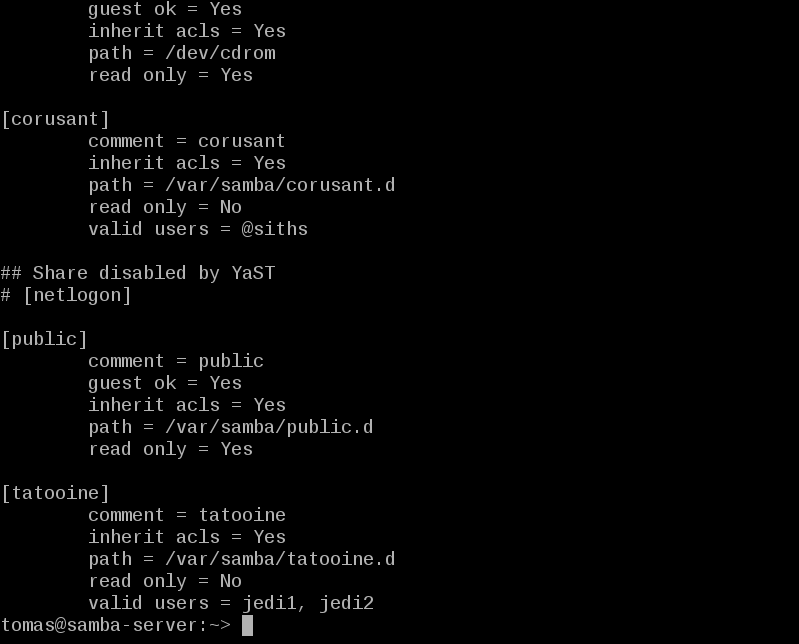 guest ok = Yes
inherit acls = Yes
path = /dev/cdrom
read only = Yes
[corusant]
comment = corusant
inherit acls = Yes
path = /var/samba/corusant.d
read only = No
valid users = @siths
## Share disabled by YaST
# [netlogon]
[public]
comment = public
guest ok = Yes
inherit acls = Yes
path = /var/samba/public.d
read only = Yes
[tatooine]
comment = tatooine
inherit acls = Yes
path = /var/samba/tatooine.d
read only = No
valid users = jedi1, jedi2
tomas@samba-server:~>